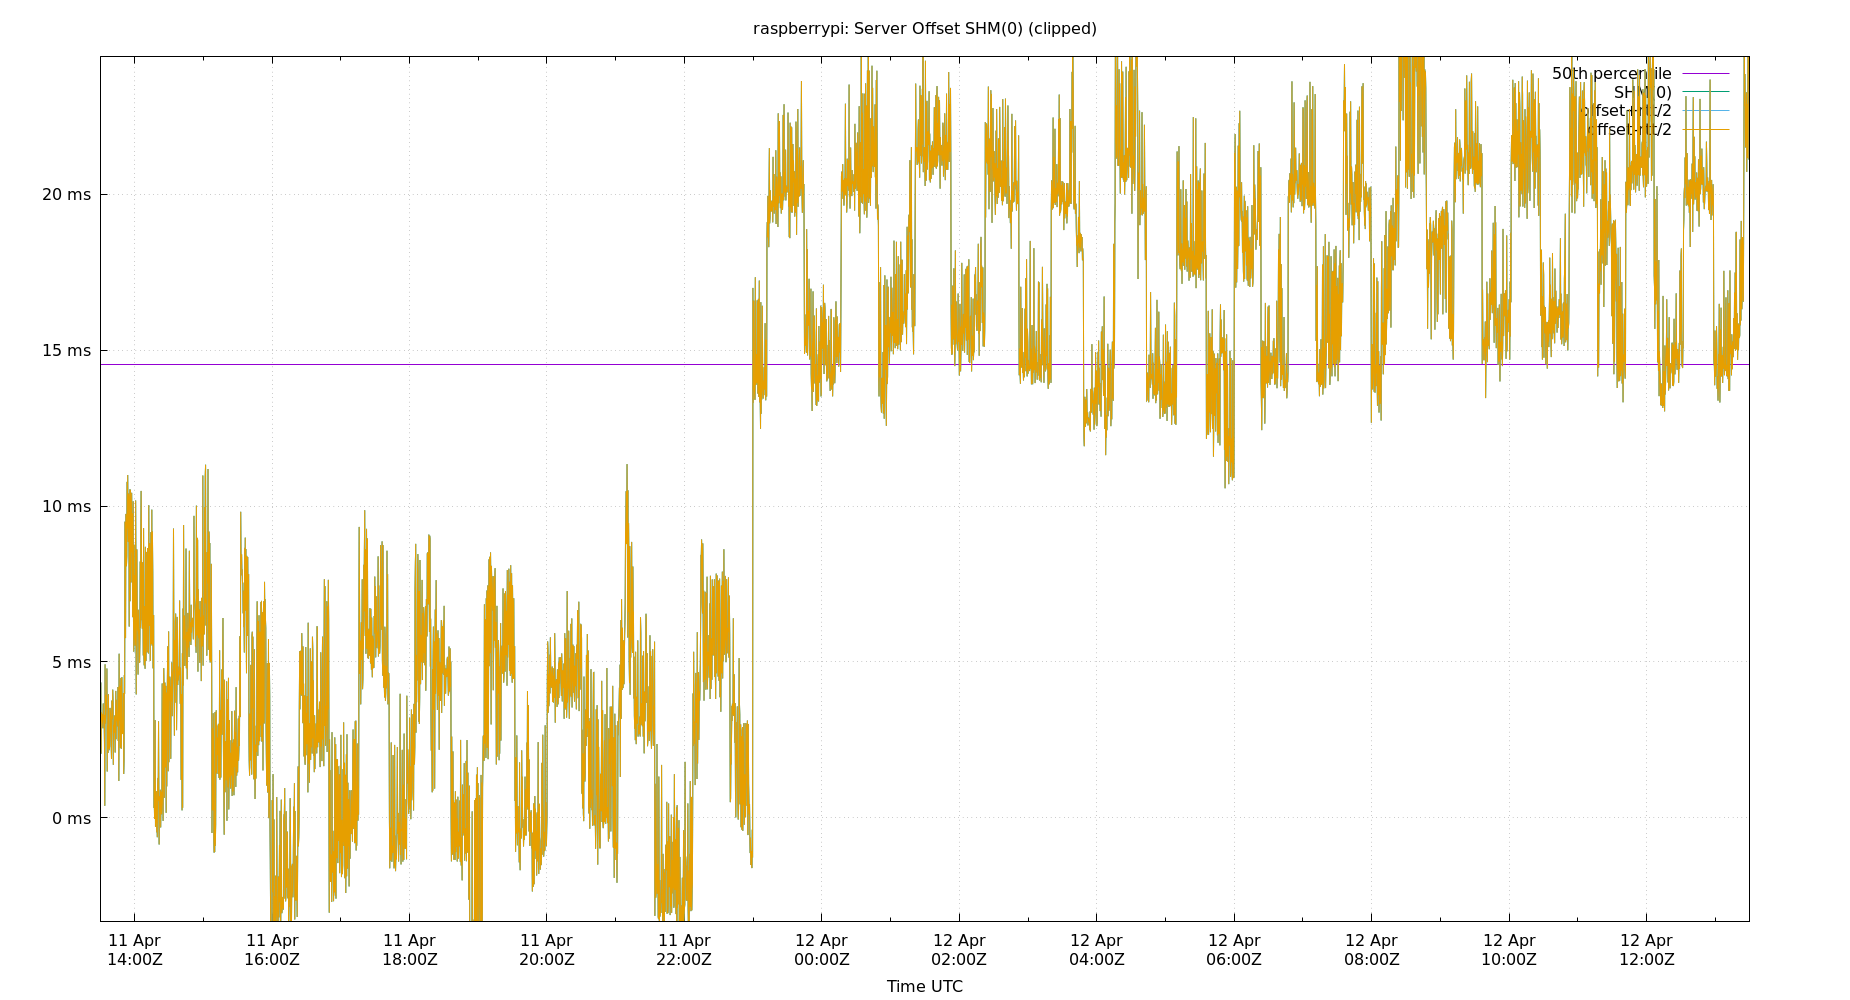 raspberrypi: Server Offset SHM(0) (clipped)
50th percentile
SHM(0)
offset+rtt/2
offset-rtt/2
20 ms
15 ms
10 ms
5 ms
0 ms
11 Apr 11 Apr 11 Apr 11 Apr 11 Apr 12 Apr 12 Apr 12 Apr 12 Apr 12 Apr 12 Apr 12 Apr
14:00Z 16:00Z 18:00Z 20:00Z 22:00Z 00:00Z 02:00Z 04:00Z 06:00Z 08:00Z 10:00Z 12:00Z
Time UTC